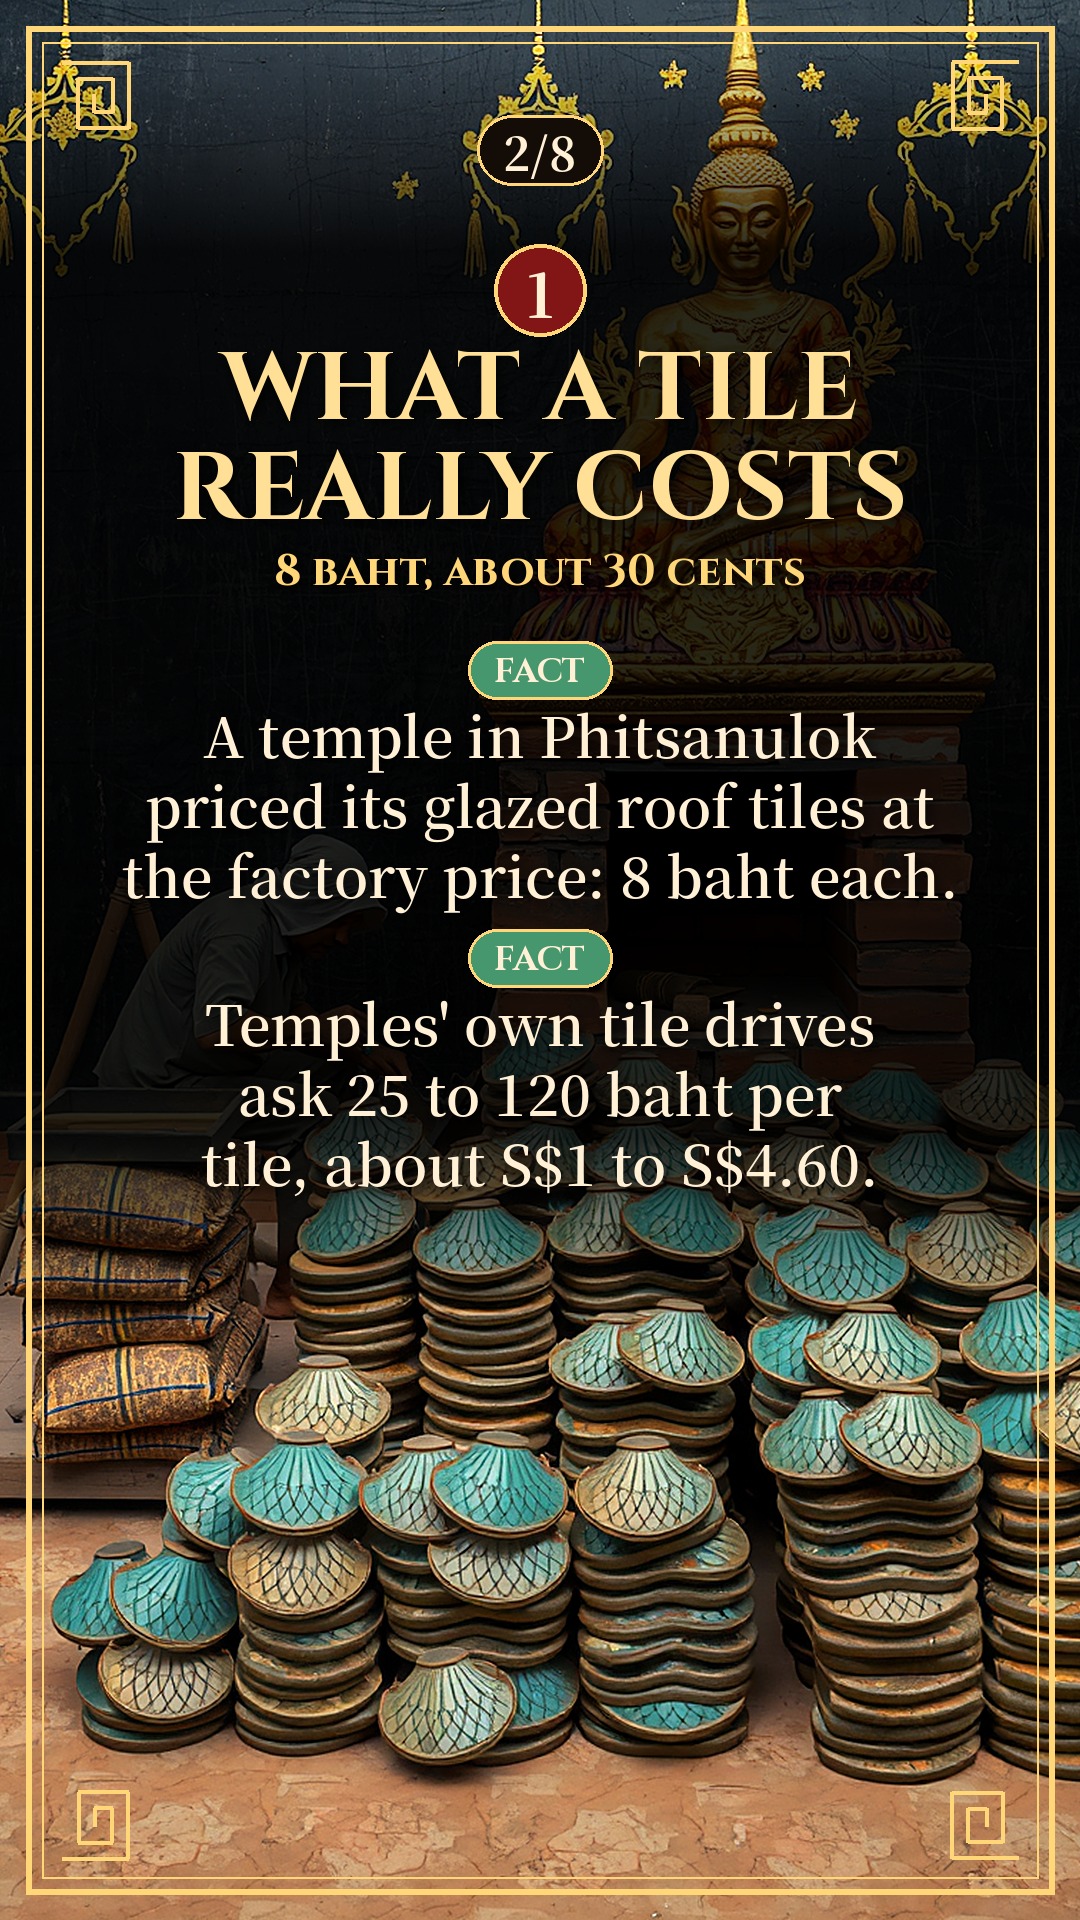 2/8
1
WHAT A TILE
REALLY COSTS
8 BAHT, ABOUT 30 CENTS
FACT
A temple in Phitsanulok
priced its glazed roof tiles at
the factory price: 8 baht each.
FACT
Temples' own tile drives
ask 25 to 120 baht per
tile, about S$1 to S$4.60.